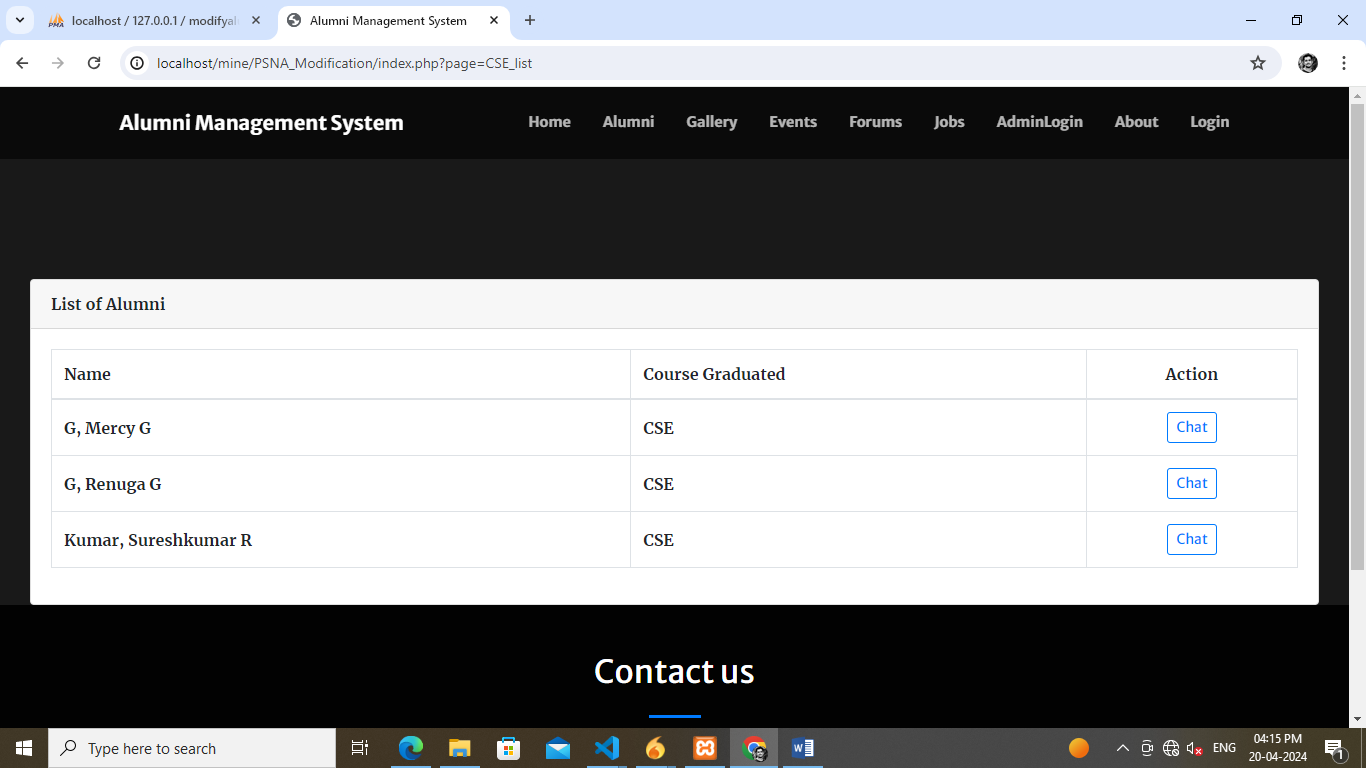 localhost / 127.0.0.1 / modifyal
Alumni Management System
localhost/mine/PSNA_Modification/index.php?page=CSE_list
Alumni Management System Home Alumni Gallery Events Forums Jobs AdminLogin About Login
List of Alumni
Name Course Graduated Action
G, Mercy G CSE Chat
G, Renuga G CSE Chat
Kumar, Sureshkumar R CSE Chat
Contact us
Type here to search
ENG
04:15 PM
20-04-2024
1